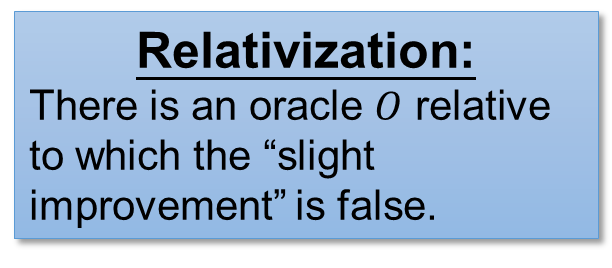 Relativization:
There is an oracle O relative
to which the “slight
improvement” is false.